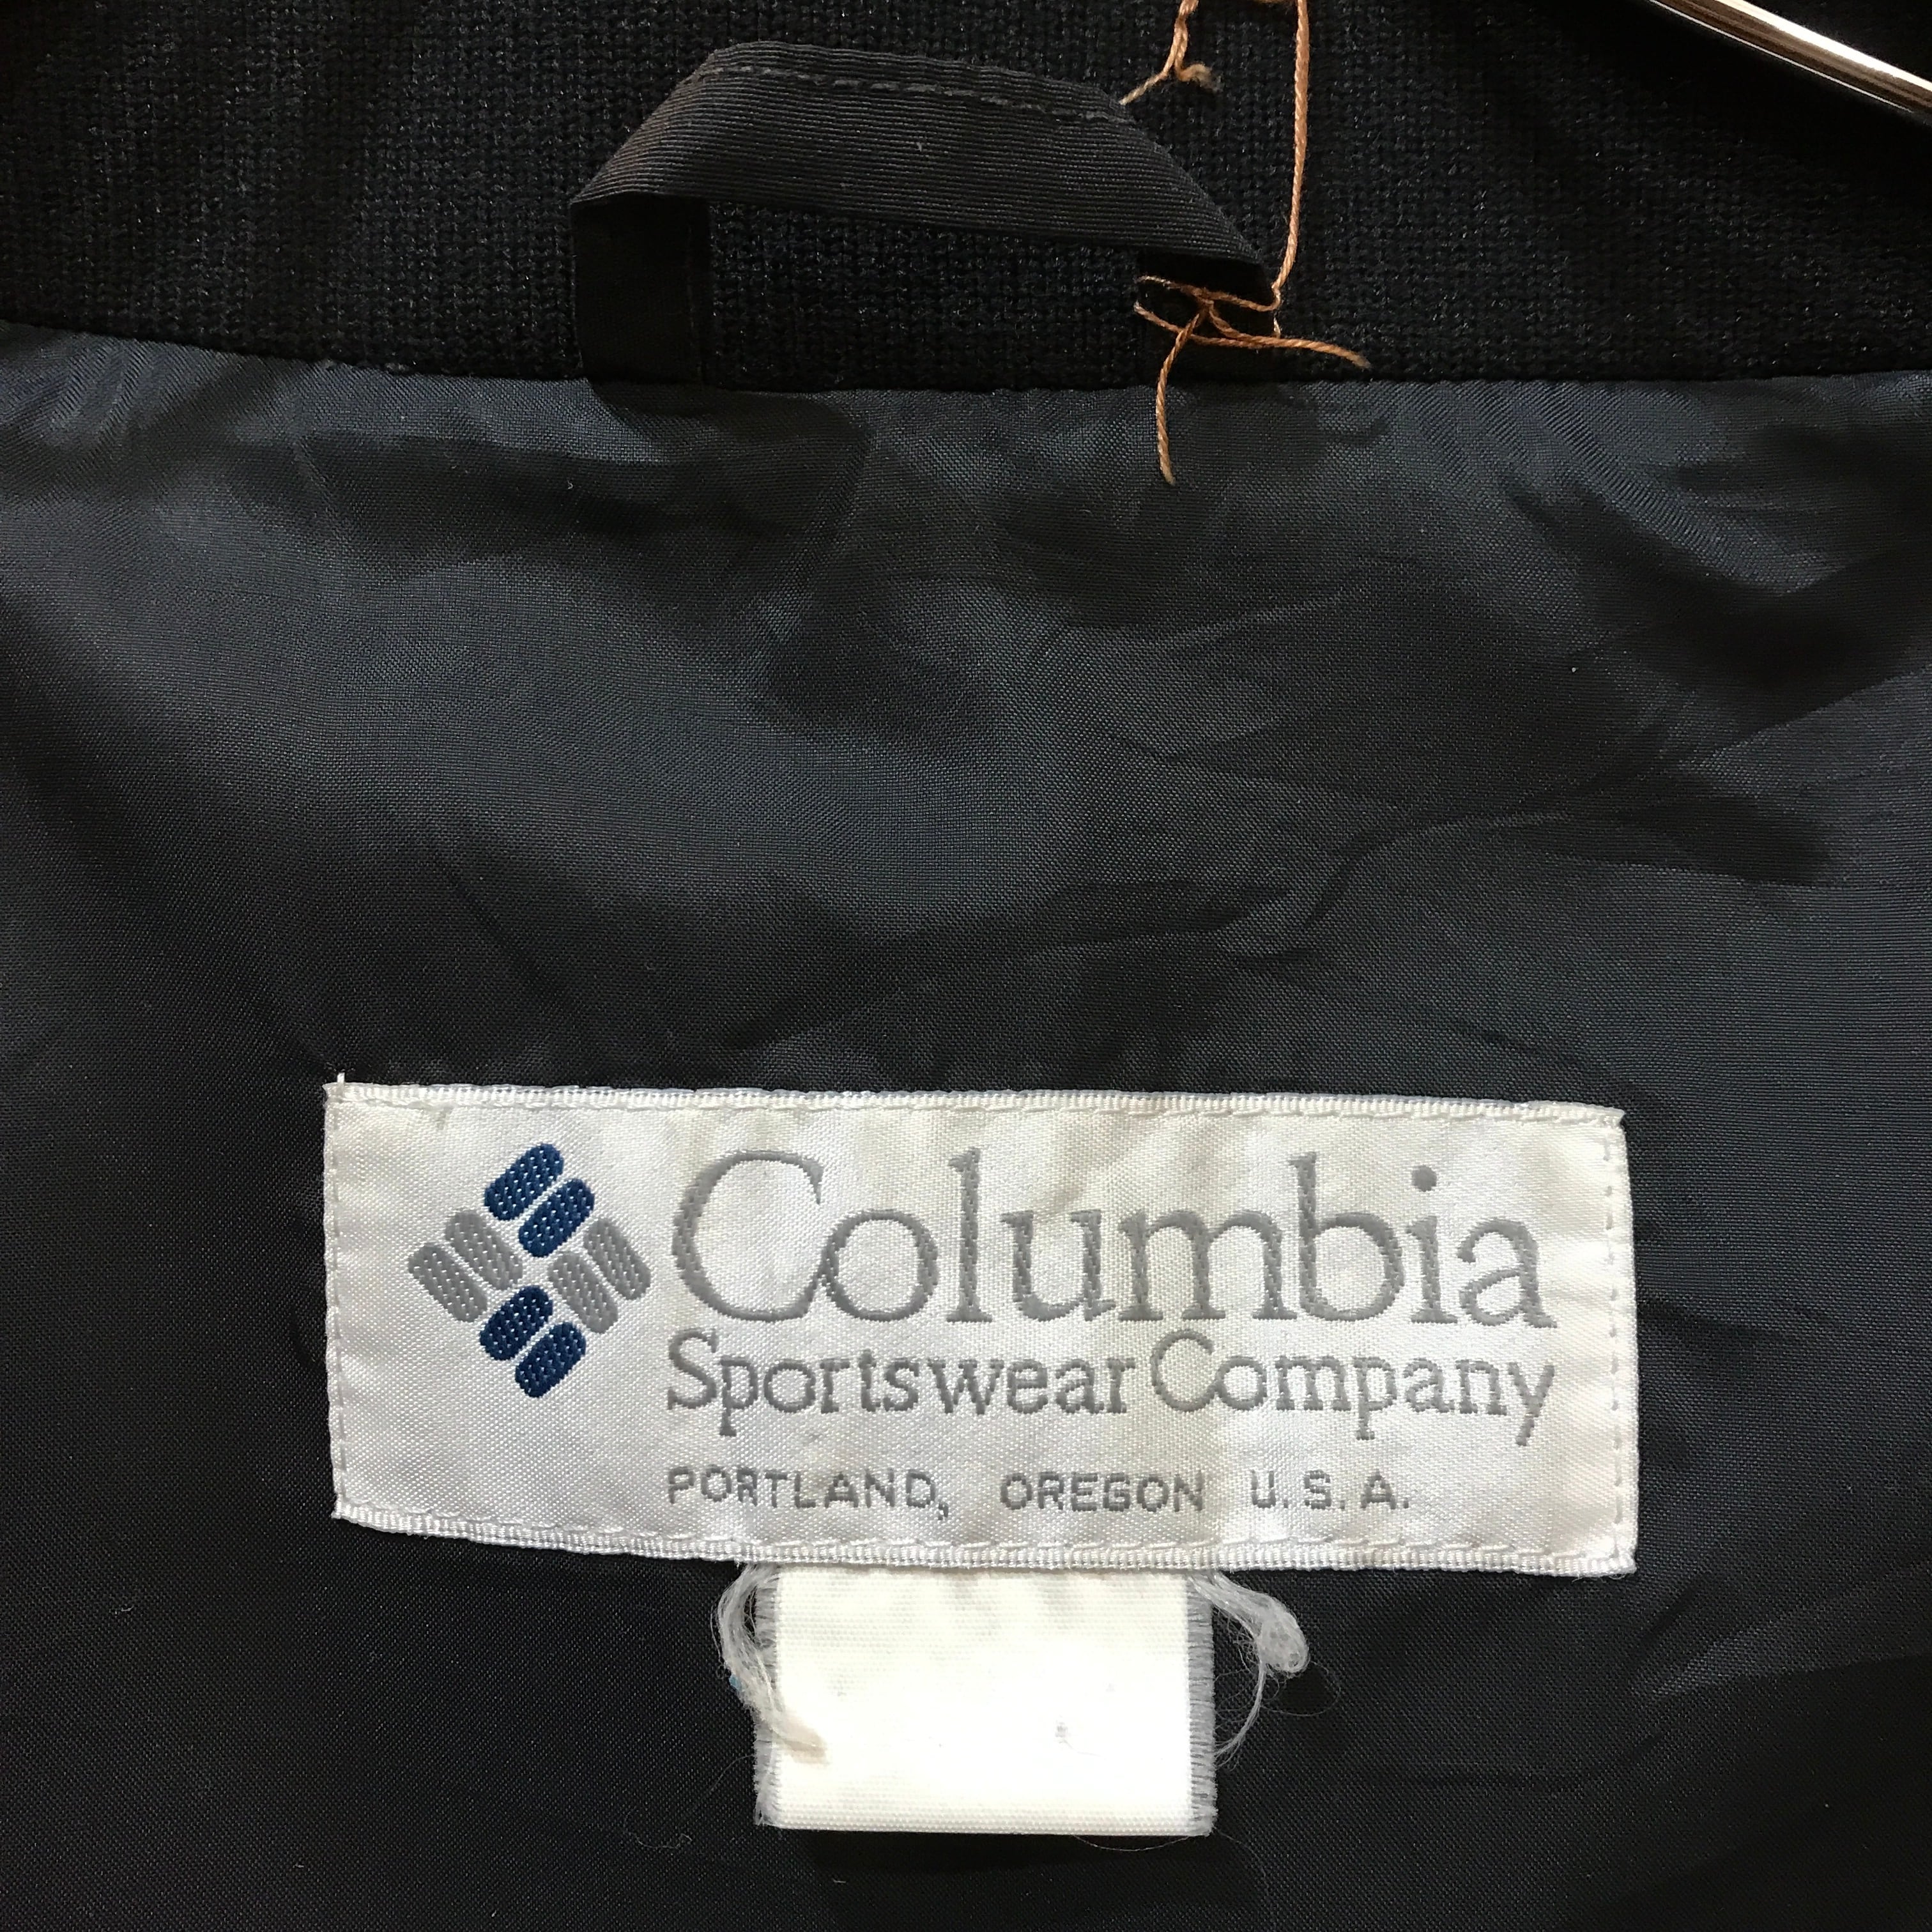 Columbia
Sportswear Company
PORTLAND, OREGON U.S.A.